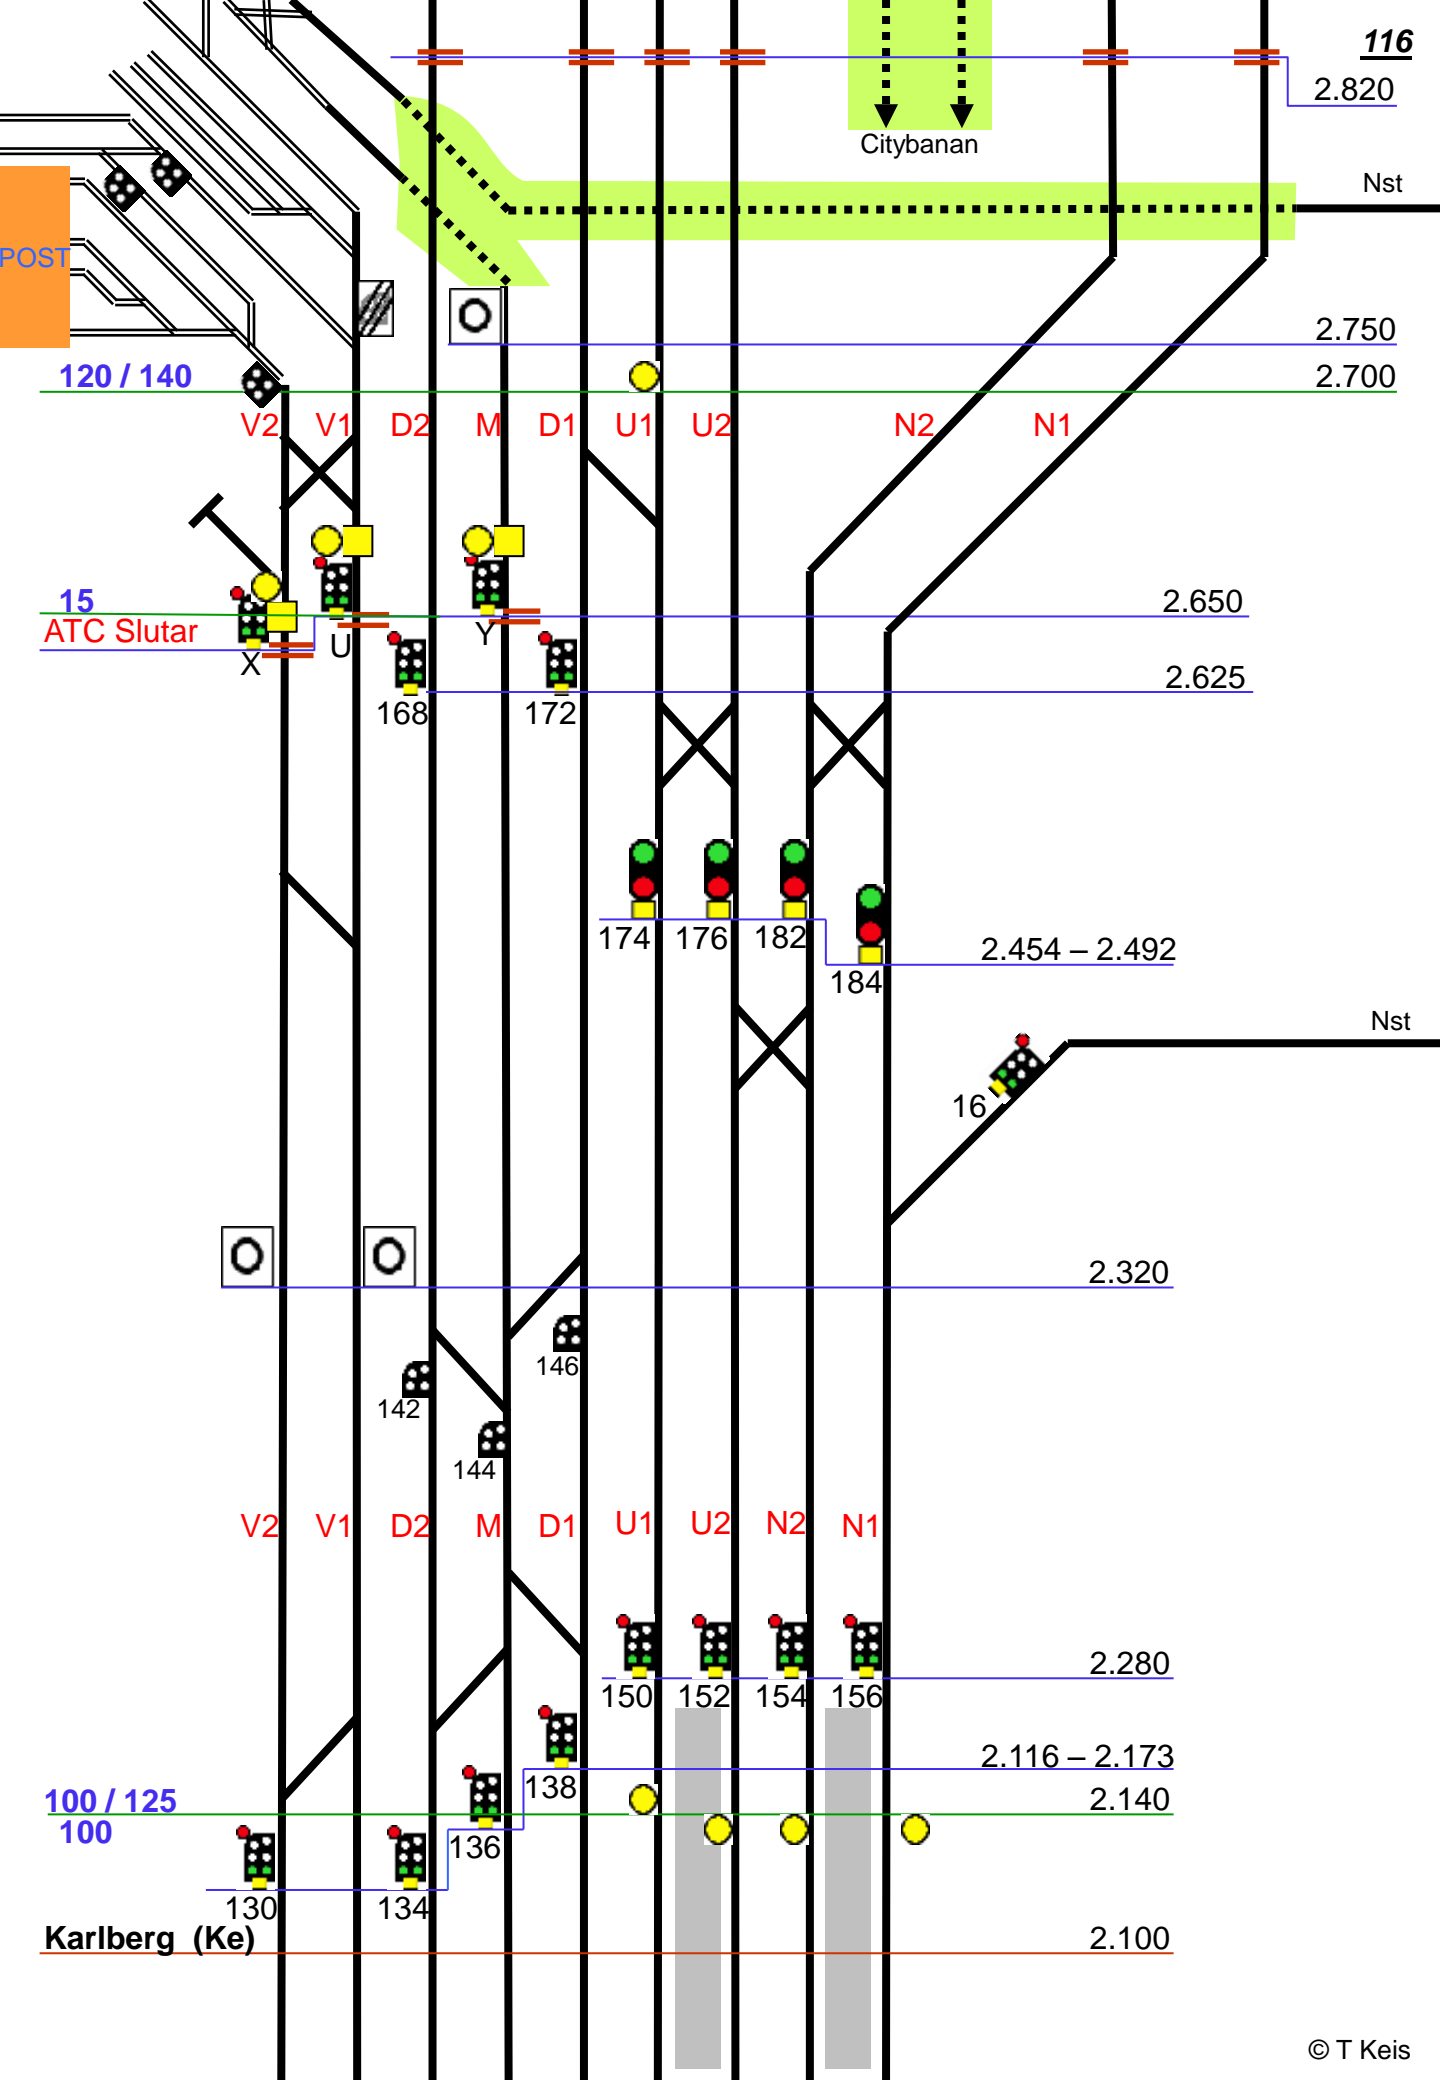 116
2.820
Citybanan
Nst
POST
2.750
120 / 140
2.700
V2 V1 D2 M D1 U1 U2 N2 N1
15
2.650
ATC Slutar
X U Y
2.625
168 172
174 176 182
2.454 – 2.492
184
Nst
16
2.320
146
142
144
V2 V1 D2 M D1 U1 U2 N2 N1
2.280
150 152 154 156
2.116 – 2.173
138
100 / 125
2.140
100
136
130 134
Karlberg (Ke)
2.100
© T Keis